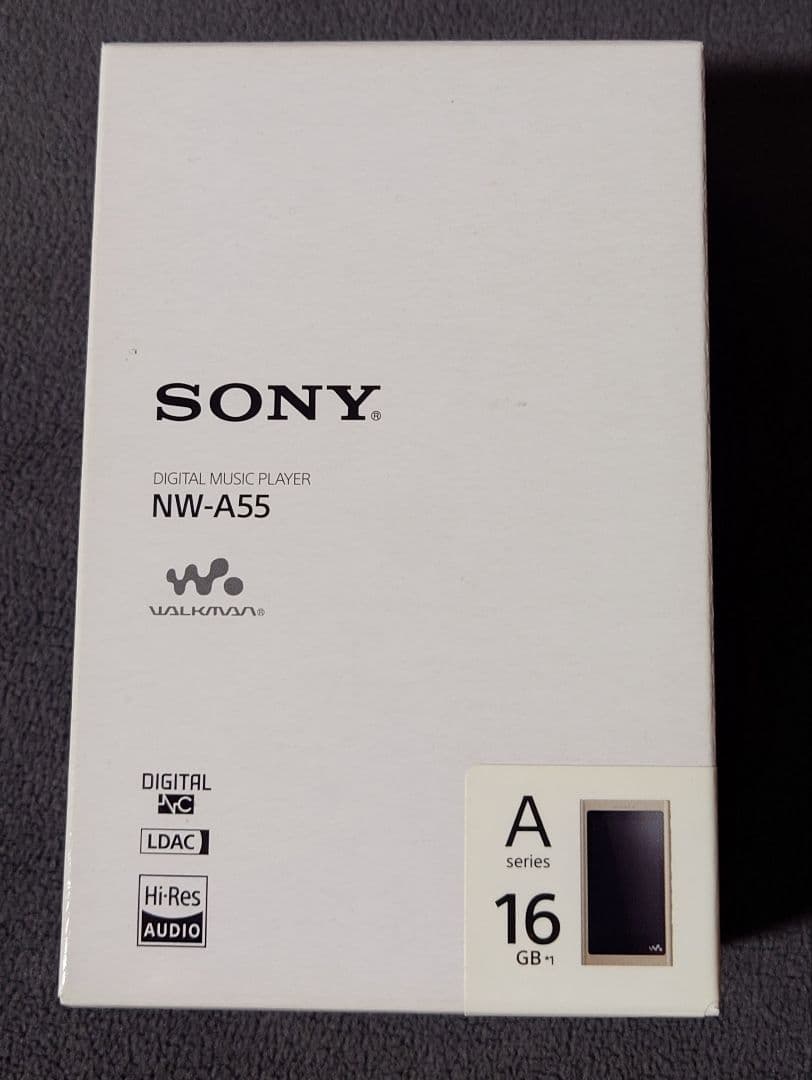 SONY®
DIGITAL MUSIC PLAYER
NW-A55
WALKMAN®
DIGITAL
NC
LDAC
Hi-Res
AUDIO
A
series
16
GB *1